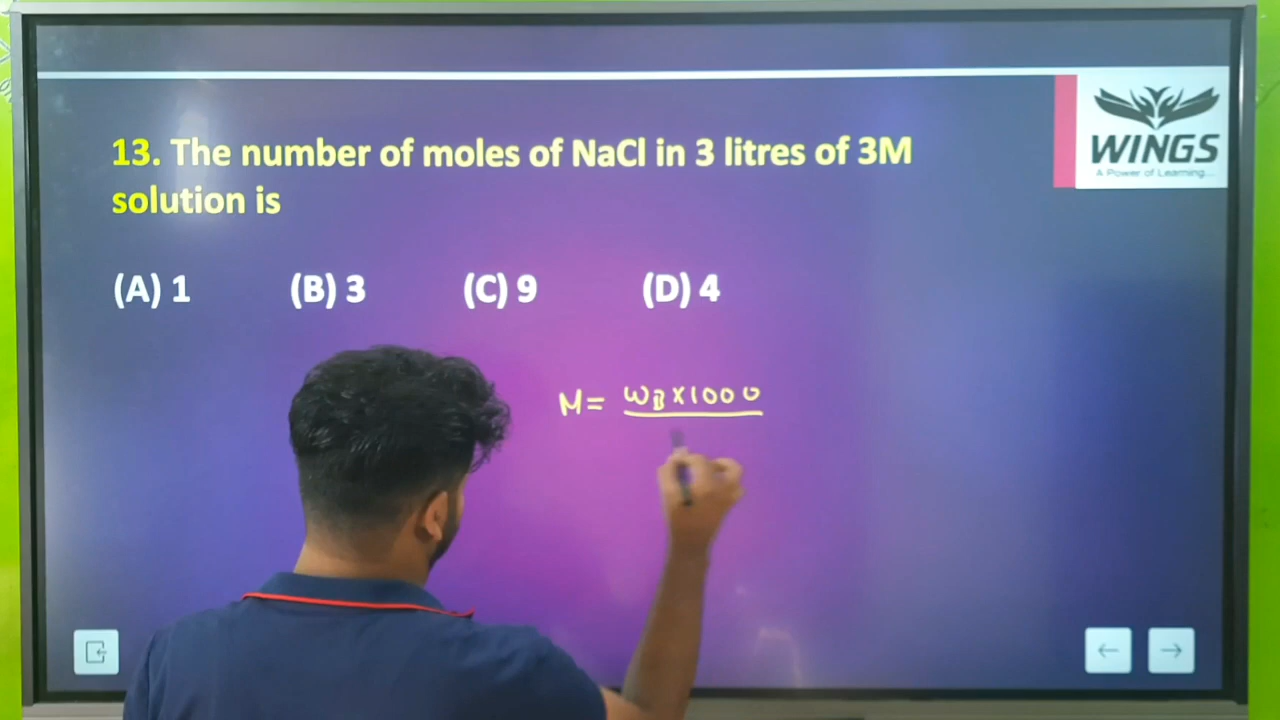 WINGS
A Power of Learning....
13. The number of moles of NaCl in 3 litres of 3M
solution is
(A) 1 (B) 3 (C) 9 (D) 4
M = W_B × 1000